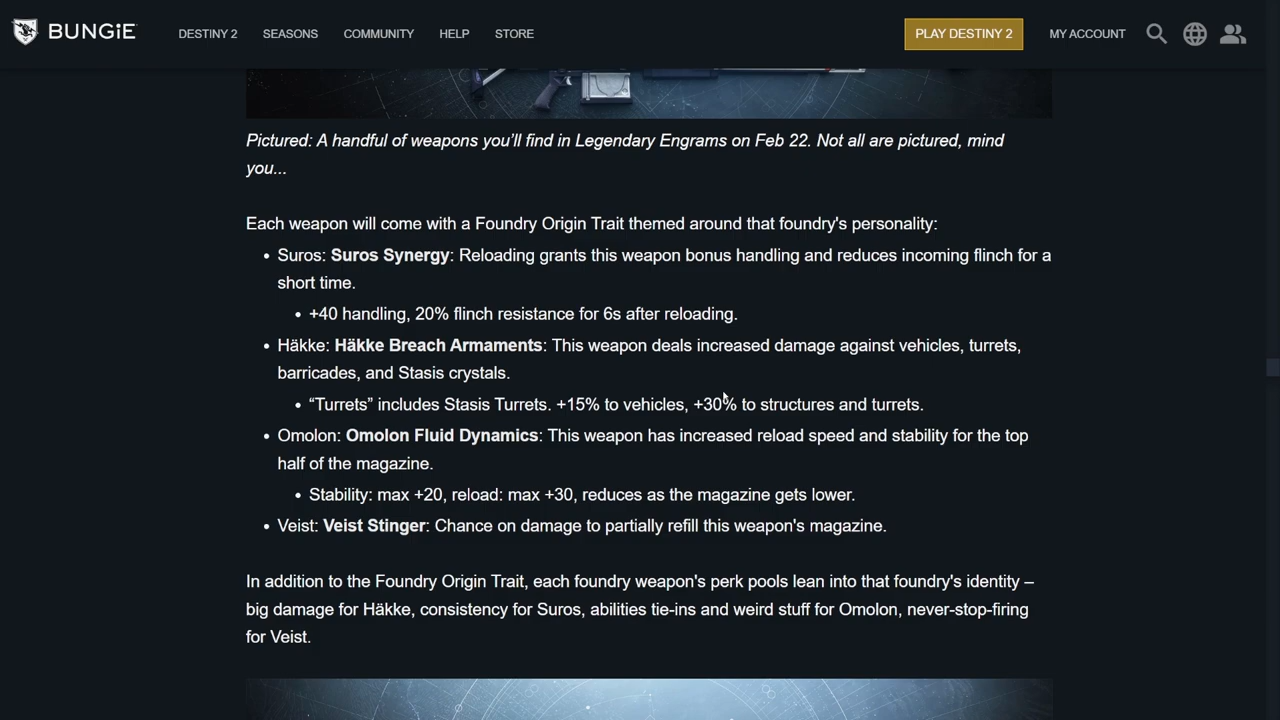 BUNGiE DESTINY 2 SEASONS COMMUNITY HELP STORE PLAY DESTINY 2 MY ACCOUNT
Pictured: A handful of weapons you’ll find in Legendary Engrams on Feb 22. Not all are pictured, mind
you...
Each weapon will come with a Foundry Origin Trait themed around that foundry's personality:
• Suros: Suros Synergy: Reloading grants this weapon bonus handling and reduces incoming flinch for a
short time.
• +40 handling, 20% flinch resistance for 6s after reloading.
• Häkke: Häkke Breach Armaments: This weapon deals increased damage against vehicles, turrets,
barricades, and Stasis crystals.
• “Turrets” includes Stasis Turrets. +15% to vehicles, +30% to structures and turrets.
• Omolon: Omolon Fluid Dynamics: This weapon has increased reload speed and stability for the top
half of the magazine.
• Stability: max +20, reload: max +30, reduces as the magazine gets lower.
• Veist: Veist Stinger: Chance on damage to partially refill this weapon's magazine.
In addition to the Foundry Origin Trait, each foundry weapon's perk pools lean into that foundry's identity –
big damage for Häkke, consistency for Suros, abilities tie-ins and weird stuff for Omolon, never-stop-firing
for Veist.